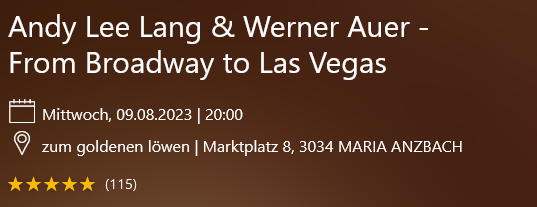 Andy Lee Lang & Werner Auer -
From Broadway to Las Vegas
Mittwoch, 09.08.2023 | 20:00
zum goldenen löwen | Marktplatz 8, 3034 MARIA ANZBACH
(115)